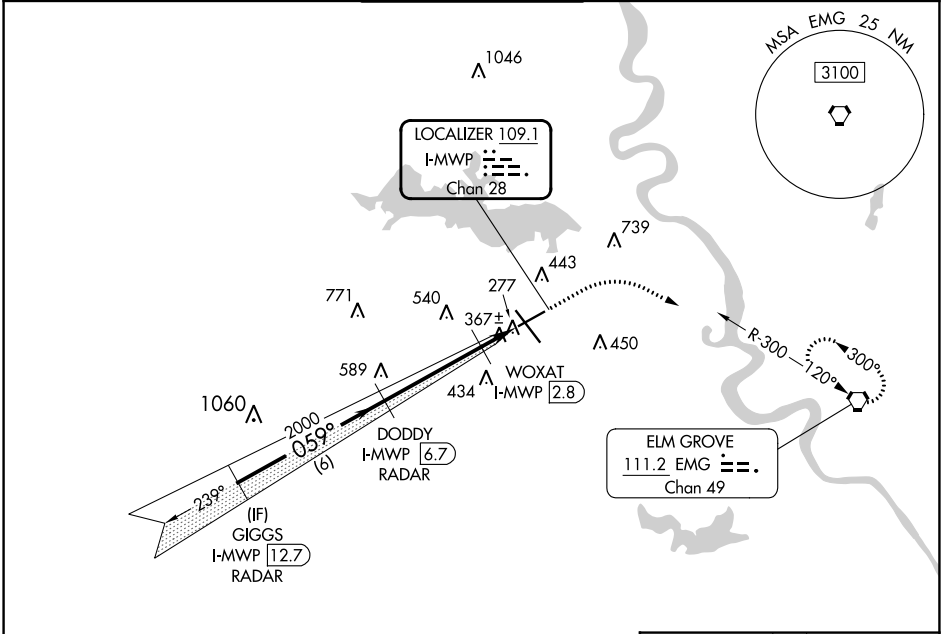 MSA EMG 25 NM
3100
1046
LOCALIZER 109.1
I-MWP
Chan 28
739
443
277
771
540
367±
450
589
434
WOXAT
I-MWP 2.8
R-300
120°
300°
1060
2000
059°
(6)
DODDY
I-MWP 6.7
RADAR
ELM GROVE
111.2 EMG
Chan 49
239°
(IF)
GIGGS
I-MWP 12.7
RADAR